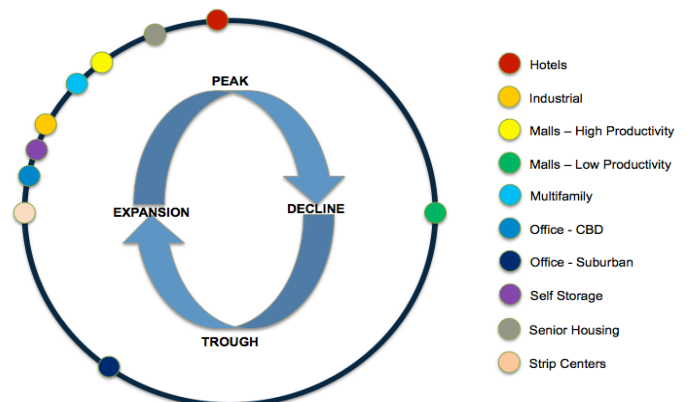 PEAK
EXPANSION
DECLINE
TROUGH
Hotels
Industrial
Malls – High Productivity
Malls – Low Productivity
Multifamily
Office - CBD
Office - Suburban
Self Storage
Senior Housing
Strip Centers